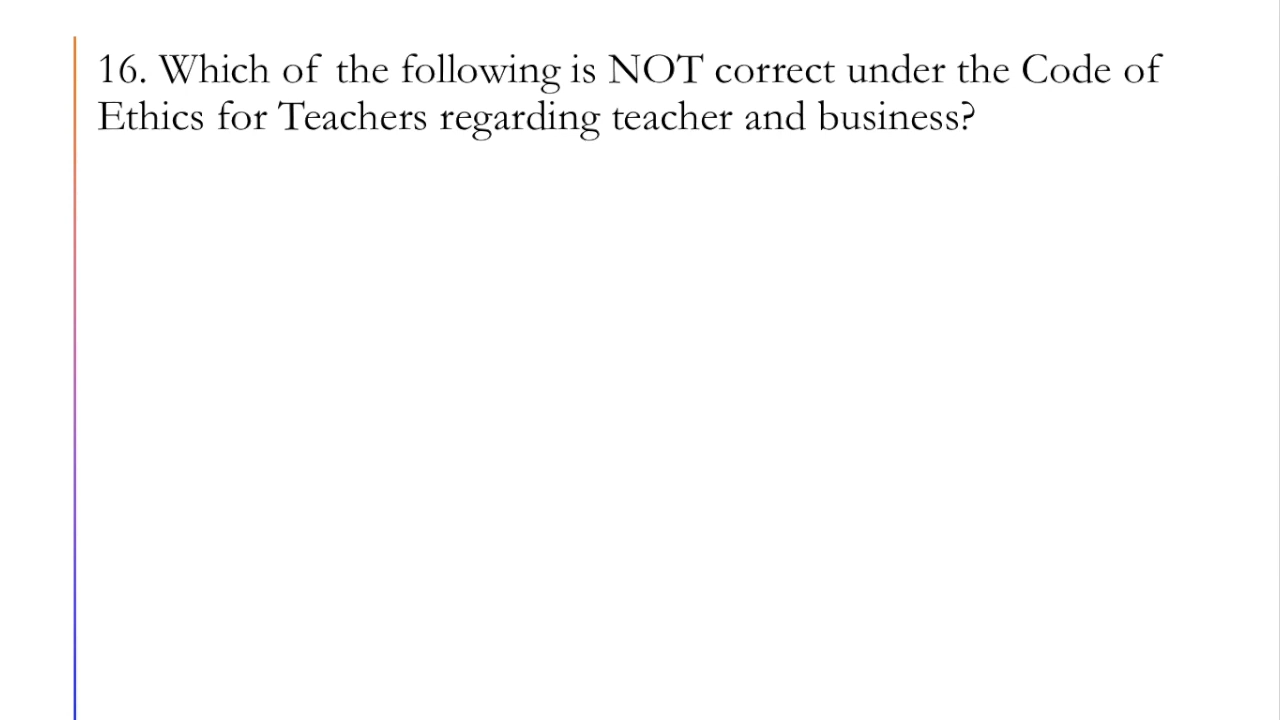 16. Which of the following is NOT correct under the Code of
Ethics for Teachers regarding teacher and business?